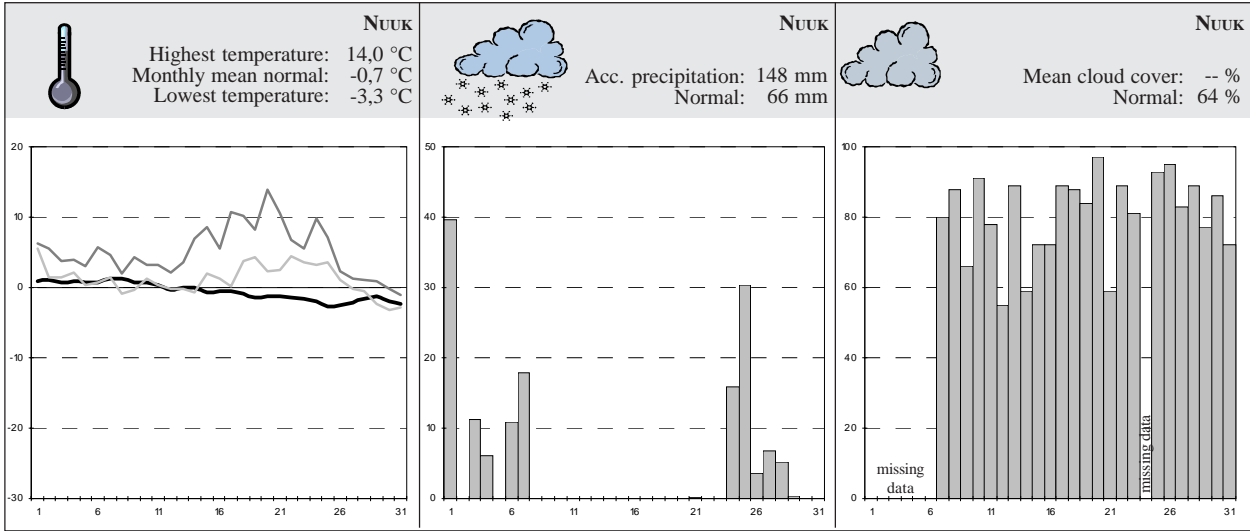 NUUK
Highest temperature: 14,0 °C
Monthly mean normal: -0,7 °C
Lowest temperature: -3,3 °C
20
10
0
-10
-20
-30
1 6 11 16 21 26 31
NUUK
Acc. precipitation: 148 mm
Normal: 66 mm
50
40
30
20
10
0
1 6 11 16 21 26 31
NUUK
Mean cloud cover: -- %
Normal: 64 %
100
80
60
40
20
0
missing
data
missing data
1 6 11 16 21 26 31